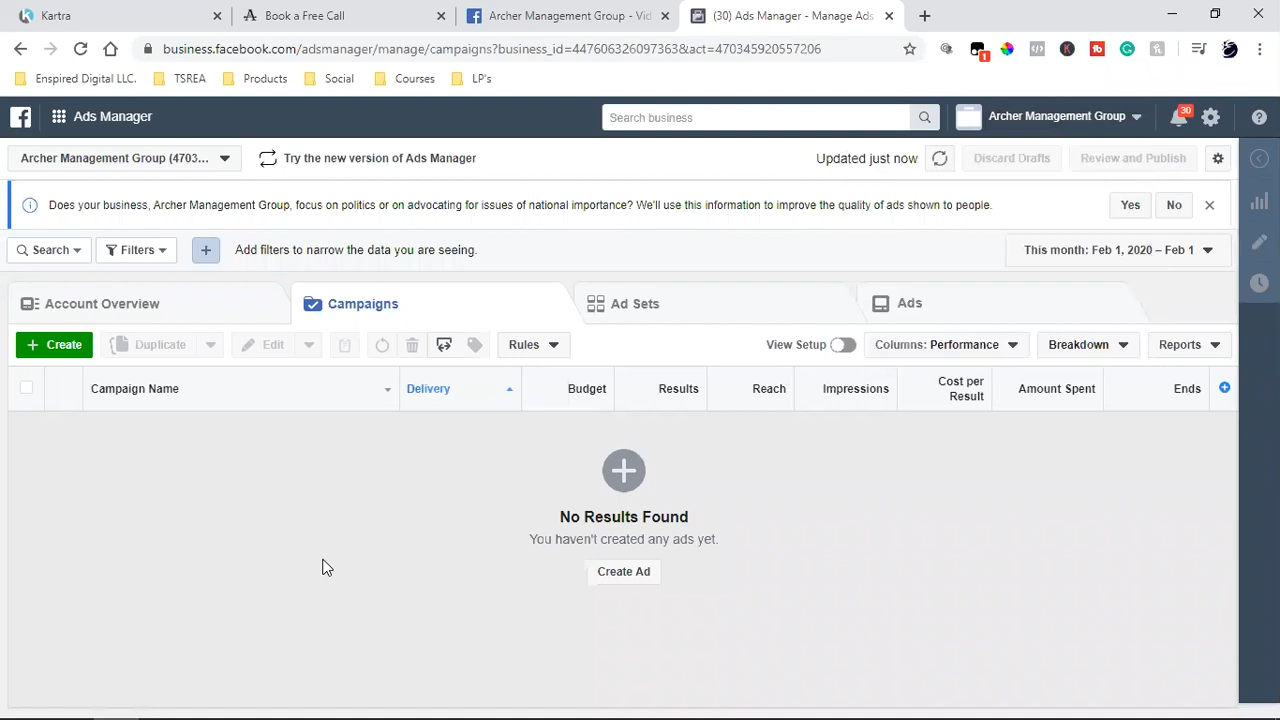 Kartra
Book a Free Call
Archer Management Group - Vid
(30) Ads Manager - Manage Ads
business.facebook.com/adsmanager/manage/campaigns?business_id=447606326097363&act=470345920557206
1
Enspired Digital LLC.
TSREA
Products
Social
Courses
LP's
Ads Manager
Search business
Archer Management Group
30
Archer Management Group (4703...
Try the new version of Ads Manager
Updated just now
Discard Drafts
Review and Publish
Does your business, Archer Management Group, focus on politics or on advocating for issues of national importance? We'll use this information to improve the quality of ads shown to people.
Yes
No
Search
Filters
Add filters to narrow the data you are seeing.
This month: Feb 1, 2020 – Feb 1
Account Overview
Campaigns
Ad Sets
Ads
+ Create
Duplicate
Edit
Rules
View Setup
Columns: Performance
Breakdown
Reports
Campaign Name
Delivery
Budget
Results
Reach
Impressions
Cost per
Result
Amount Spent
Ends
No Results Found
You haven't created any ads yet.
Create Ad